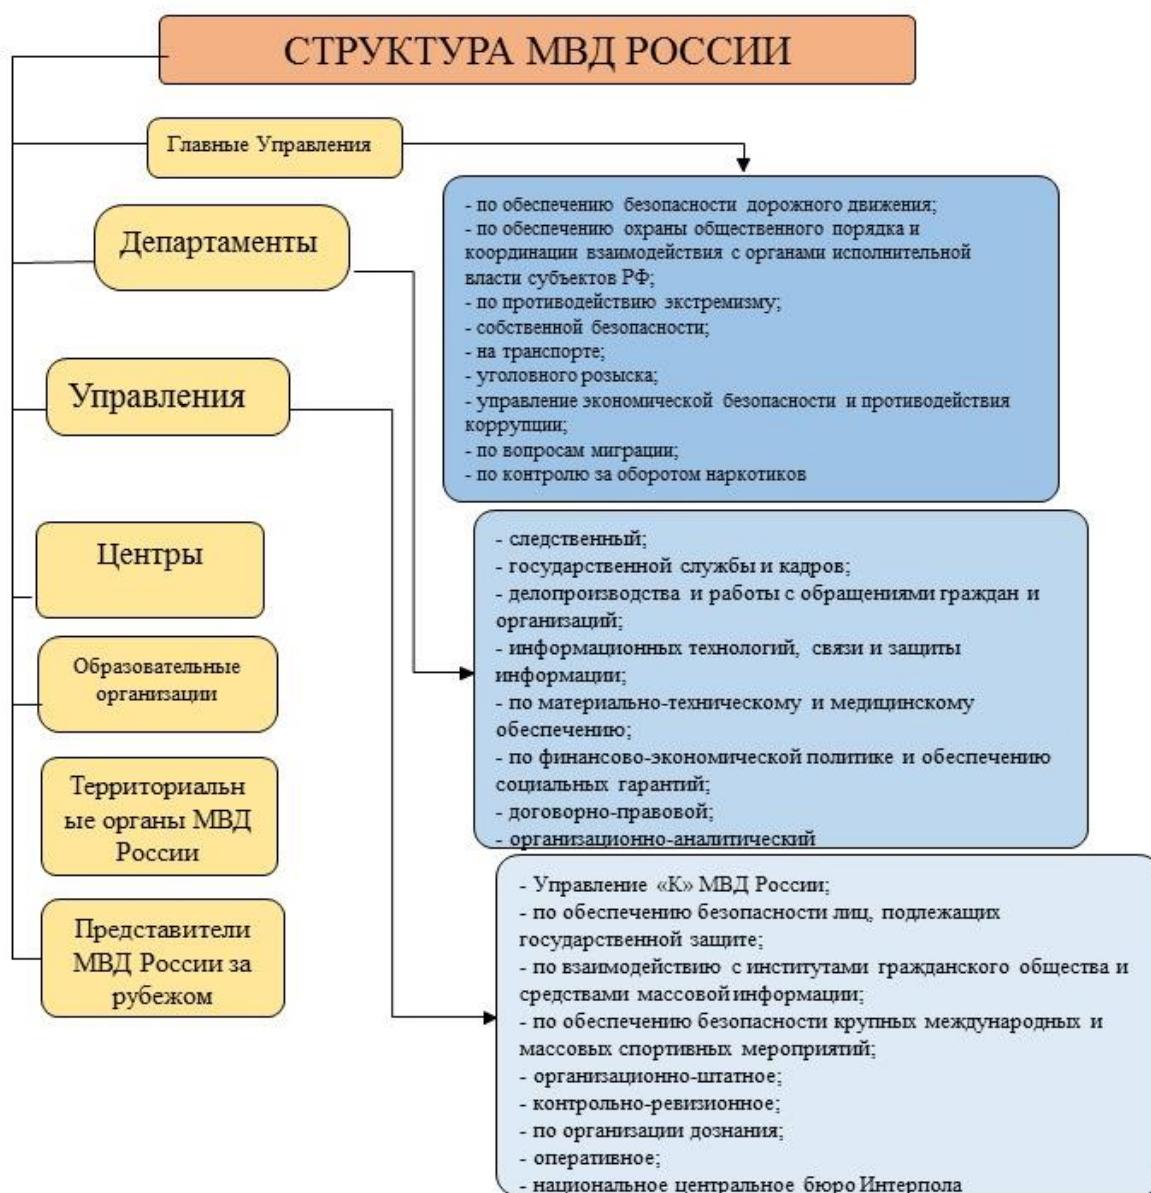 СТРУКТУРА МВД РОССИИ
Главные Управления
- по обеспечению безопасности дорожного движения;
- по обеспечению охраны общественного порядка и
координации взаимодействия с органами исполнительной
власти субъектов РФ;
- по противодействию экстремизму;
- собственной безопасности;
- на транспорте;
- уголовного розыска;
- управление экономической безопасности и противодействия
коррупции;
- по вопросам миграции;
- по контролю за оборотом наркотиков
Департаменты
- следственный;
- государственной службы и кадров;
- делопроизводства и работы с обращениями граждан и
организаций;
- информационных технологий, связи и защиты
информации;
- по материально-техническому и медицинскому
обеспечению;
- по финансово-экономической политике и обеспечению
социальных гарантий;
- договорно-правовой;
- организационно-аналитический
Управления
- Управление «К» МВД России;
- по обеспечению безопасности лиц, подлежащих
государственной защите;
- по взаимодействию с институтами гражданского общества и
средствами массовой информации;
- по обеспечению безопасности крупных международных и
массовых спортивных мероприятий;
- организационно-штатное;
- контрольно-ревизионное;
- по организации дознания;
- оперативное;
- национальное центральное бюро Интерпола
Центры
Образовательные
организации
Территориальн
ые органы МВД
России
Представители
МВД России за
рубежом